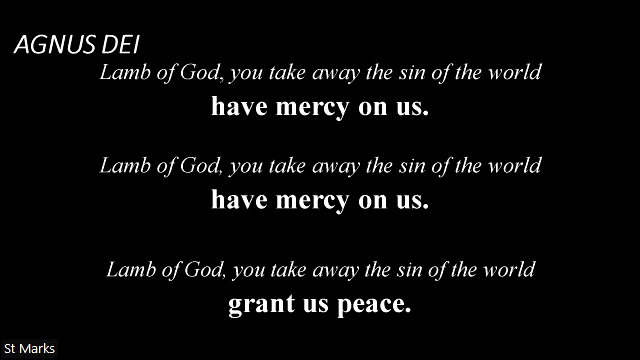 AGNUS DEI
Lamb of God, you take away the sin of the world
have mercy on us.
Lamb of God, you take away the sin of the world
have mercy on us.
Lamb of God, you take away the sin of the world
grant us peace.
St Marks